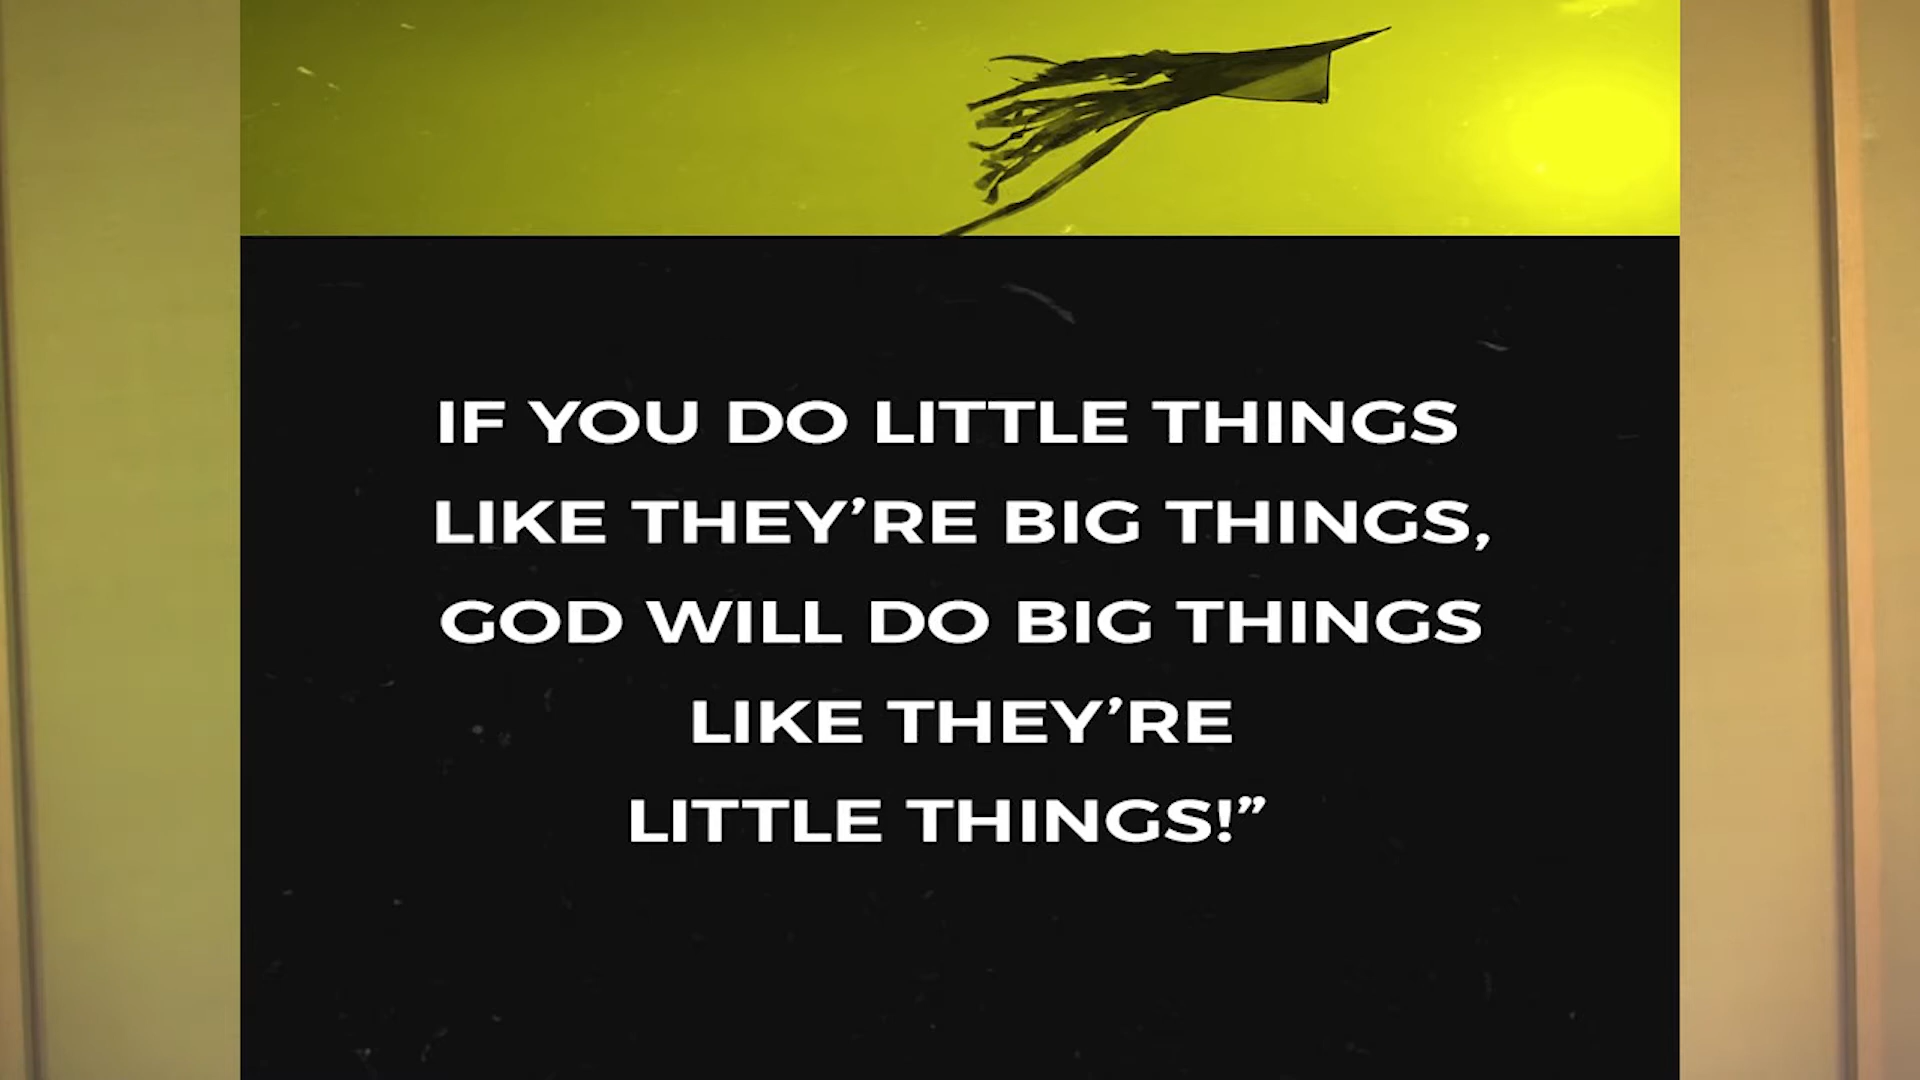 IF YOU DO LITTLE THINGS
LIKE THEY’RE BIG THINGS,
GOD WILL DO BIG THINGS
LIKE THEY’RE
LITTLE THINGS!”